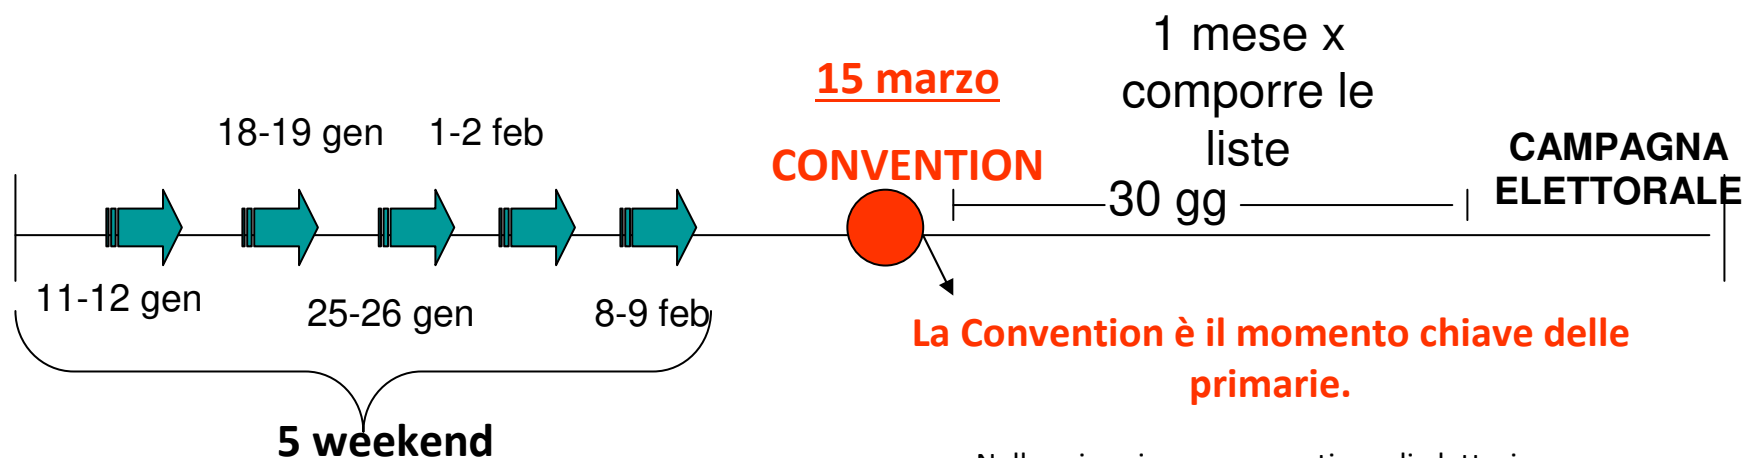 1 mese x
comporre le
liste
30 gg
15 marzo
CONVENTION
18-19 gen
1-2 feb
CAMPAGNA
ELETTORALE
11-12 gen
25-26 gen
8-9 feb
La Convention è il momento chiave delle
primarie.
5 weekend